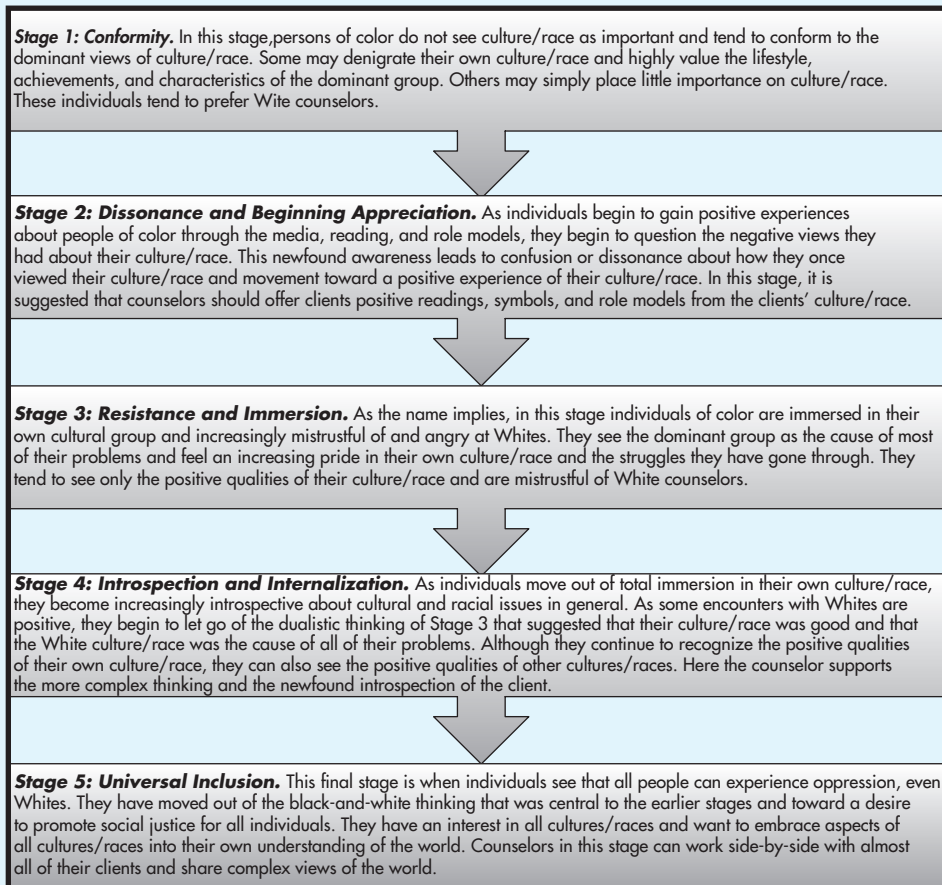 Stage 1: Conformity. In this stage,persons of color do not see culture/race as important and tend to conform to the
dominant views of culture/race. Some may denigrate their own culture/race and highly value the lifestyle,
achievements, and characteristics of the dominant group. Others may simply place little importance on culture/race.
These individuals tend to prefer Wite counselors.
Stage 2: Dissonance and Beginning Appreciation. As individuals begin to gain positive experiences
about people of color through the media, reading, and role models, they begin to question the negative views they
had about their culture/race. This newfound awareness leads to confusion or dissonance about how they once
viewed their culture/race and movement toward a positive experience of their culture/race. In this stage, it is
suggested that counselors should offer clients positive readings, symbols, and role models from the clients’ culture/race.
Stage 3: Resistance and Immersion. As the name implies, in this stage individuals of color are immersed in their
own cultural group and increasingly mistrustful of and angry at Whites. They see the dominant group as the cause of most
of their problems and feel an increasing pride in their own culture/race and the struggles they have gone through. They
tend to see only the positive qualities of their culture/race and are mistrustful of White counselors.
Stage 4: Introspection and Internalization. As individuals move out of total immersion in their own culture/race,
they become increasingly introspective about cultural and racial issues in general. As some encounters with Whites are
positive, they begin to let go of the dualistic thinking of Stage 3 that suggested that their culture/race was good and that
the White culture/race was the cause of all of their problems. Although they continue to recognize the positive qualities
of their own culture/race, they can also see the positive qualities of other cultures/races. Here the counselor supports
the more complex thinking and the newfound introspection of the client.
Stage 5: Universal Inclusion. This final stage is when individuals see that all people can experience oppression, even
Whites. They have moved out of the black-and-white thinking that was central to the earlier stages and toward a desire
to promote social justice for all individuals. They have an interest in all cultures/races and want to embrace aspects of
all cultures/races into their own understanding of the world. Counselors in this stage can work side-by-side with almost
all of their clients and share complex views of the world.